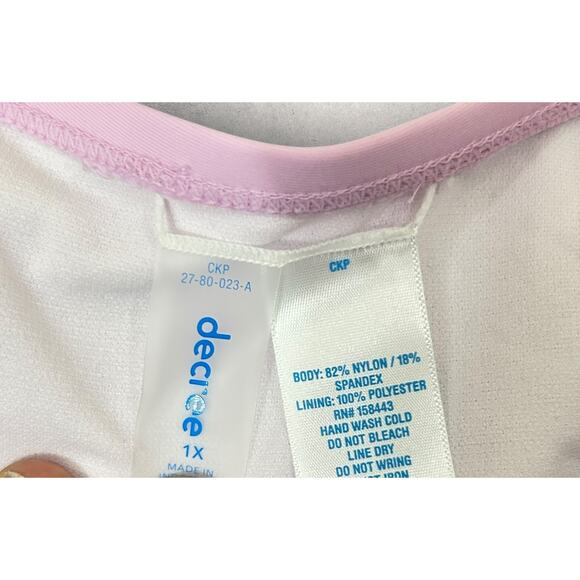 CKP
27-80-023-A
1X
MADE IN
CKP
BODY: 82% NYLON / 18%
SPANDEX
LINING: 100% POLYESTER
RN# 158443
HAND WASH COLD
DO NOT BLEACH
LINE DRY
DO NOT WRING
IRON